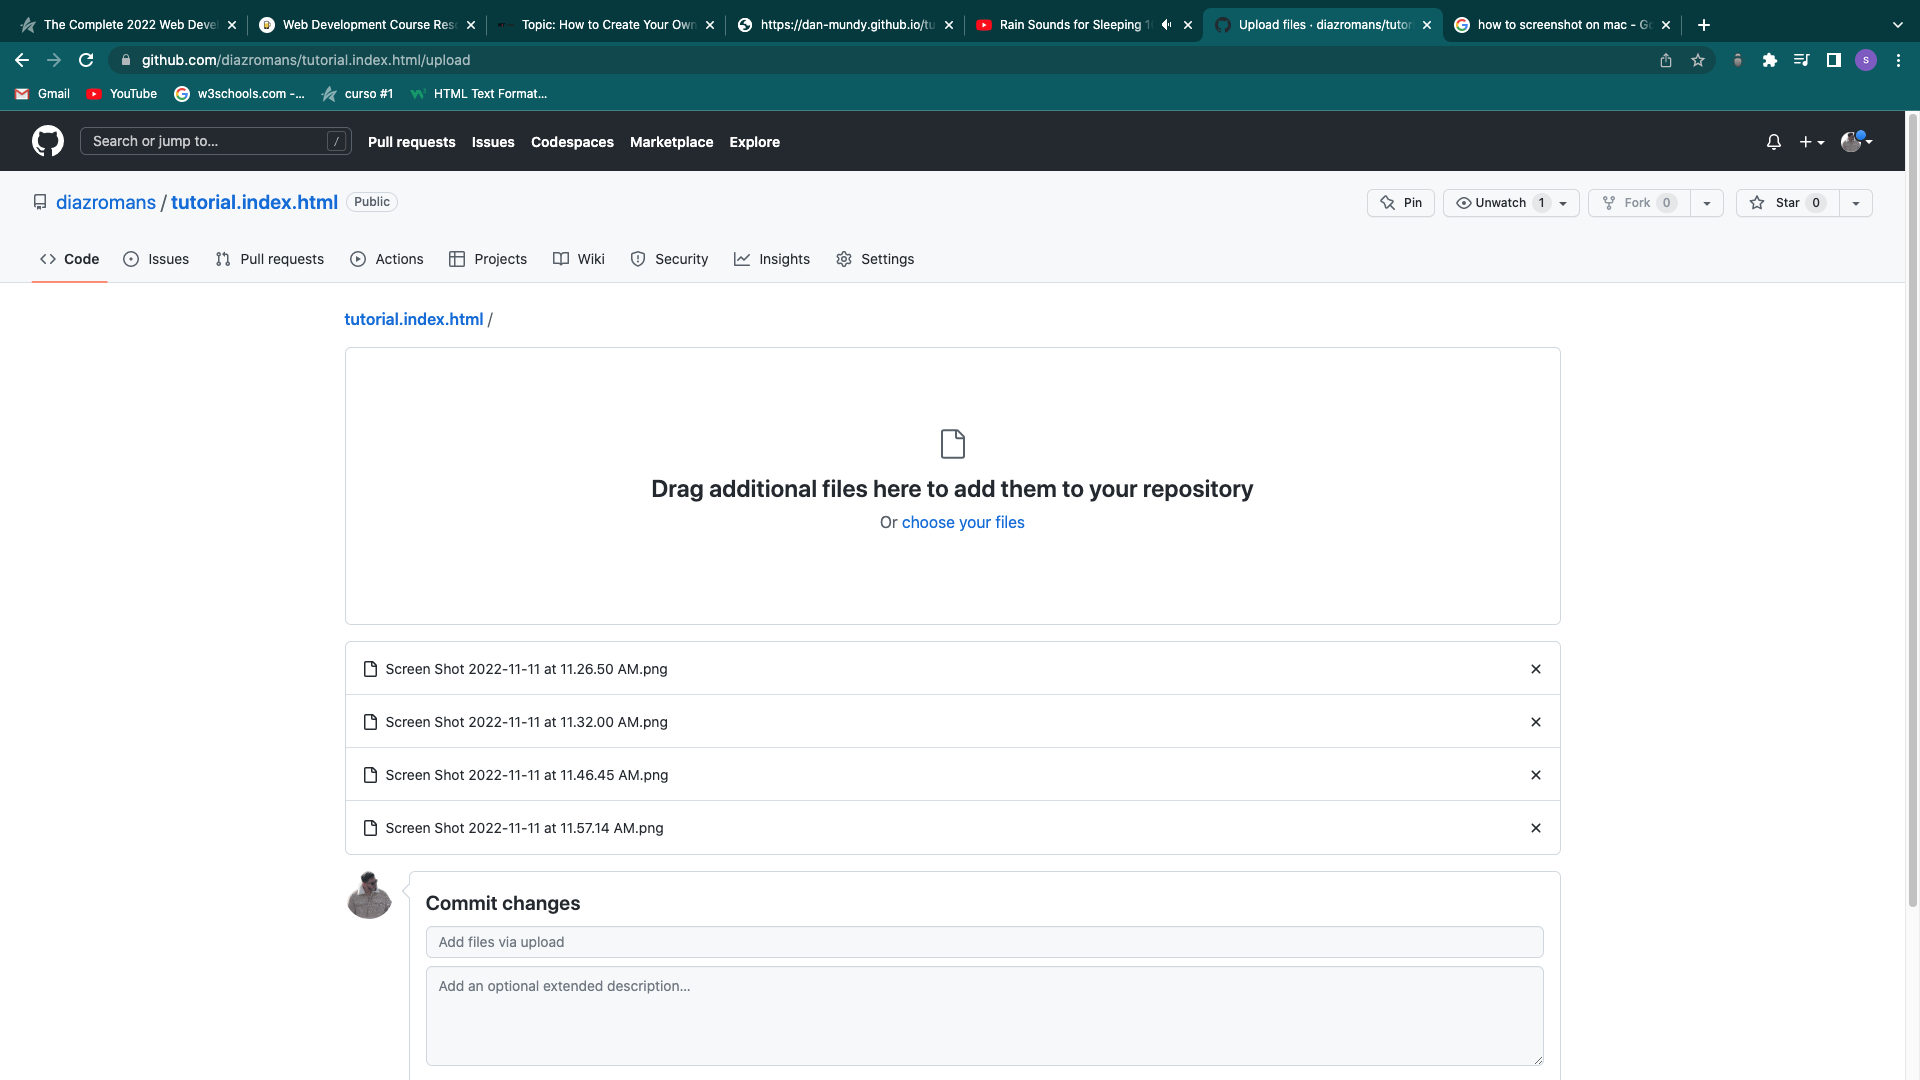 The Complete 2022 Web Deve
Web Development Course Res
Topic: How to Create Your Own
https://dan-mundy.github.io/tu
Rain Sounds for Sleeping 1
Upload files · diazromans/tutor
how to screenshot on mac - Go
github.com/diazromans/tutorial.index.html/upload
S
Gmail
YouTube
w3schools.com -...
curso #1
HTML Text Format...
Search or jump to...
/
Pull requests
Issues
Codespaces
Marketplace
Explore
diazromans / tutorial.index.html
Public
Pin
Unwatch 1
Fork 0
Star 0
Code
Issues
Pull requests
Actions
Projects
Wiki
Security
Insights
Settings
tutorial.index.html /
Drag additional files here to add them to your repository
Or choose your files
Screen Shot 2022-11-11 at 11.26.50 AM.png
Screen Shot 2022-11-11 at 11.32.00 AM.png
Screen Shot 2022-11-11 at 11.46.45 AM.png
Screen Shot 2022-11-11 at 11.57.14 AM.png
Commit changes
Add files via upload
Add an optional extended description...